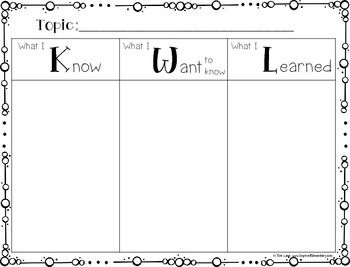 Topic:
What I Know
What I Want to know
What I Learned